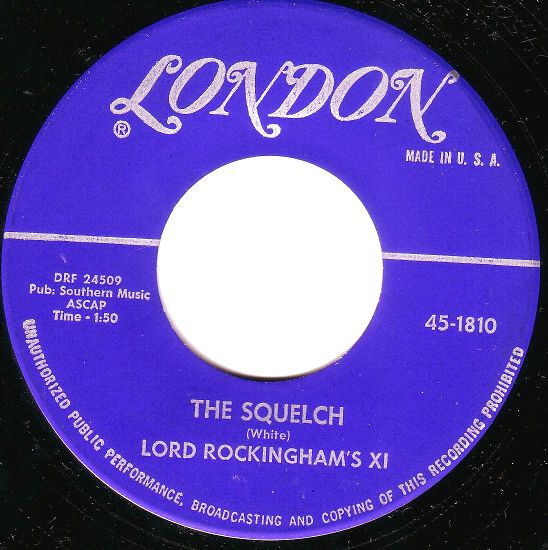 LONDON
®
MADE IN U. S. A.
DRF 24509
Pub: Southern Music
ASCAP
Time - 1:50
45-1810
THE SQUELCH
(White)
LORD ROCKINGHAM'S XI
UNAUTHORIZED PUBLIC PERFORMANCE, BROADCASTING AND COPYING OF THIS RECORDING PROHIBITED